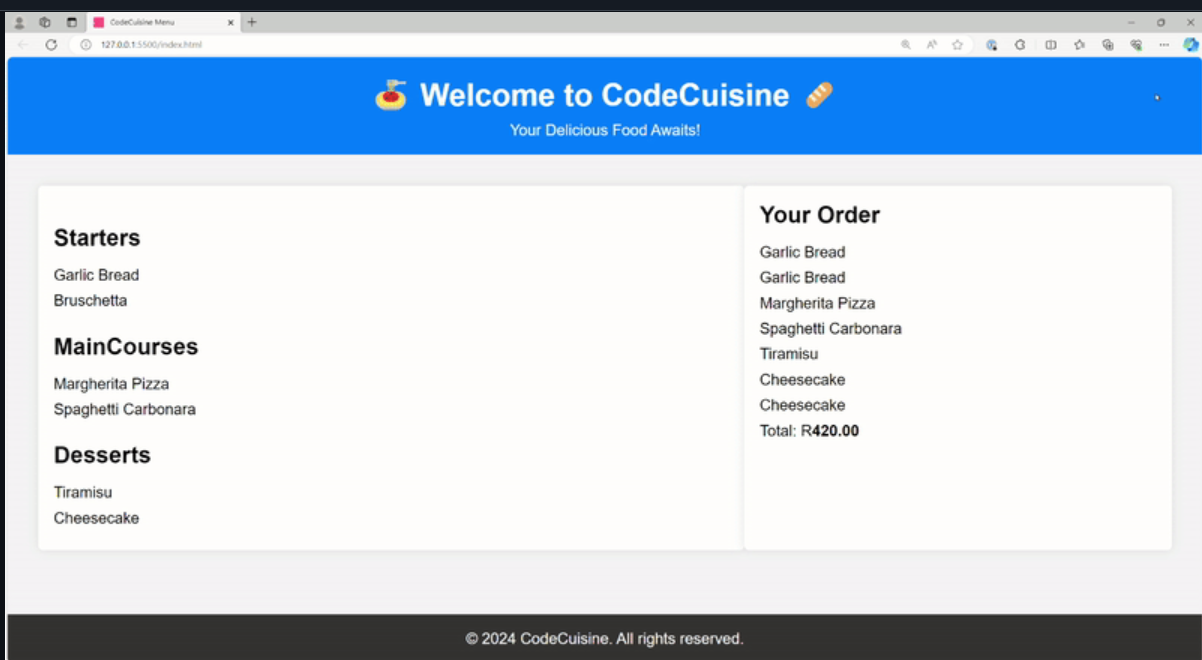 CodeCuisine Menu
127.0.0.1:5500/index.html
Welcome to CodeCuisine
Your Delicious Food Awaits!
Starters
Garlic Bread
Bruschetta
MainCourses
Margherita Pizza
Spaghetti Carbonara
Desserts
Tiramisu
Cheesecake
Your Order
Garlic Bread
Garlic Bread
Margherita Pizza
Spaghetti Carbonara
Tiramisu
Cheesecake
Cheesecake
Total: R420.00
© 2024 CodeCuisine. All rights reserved.